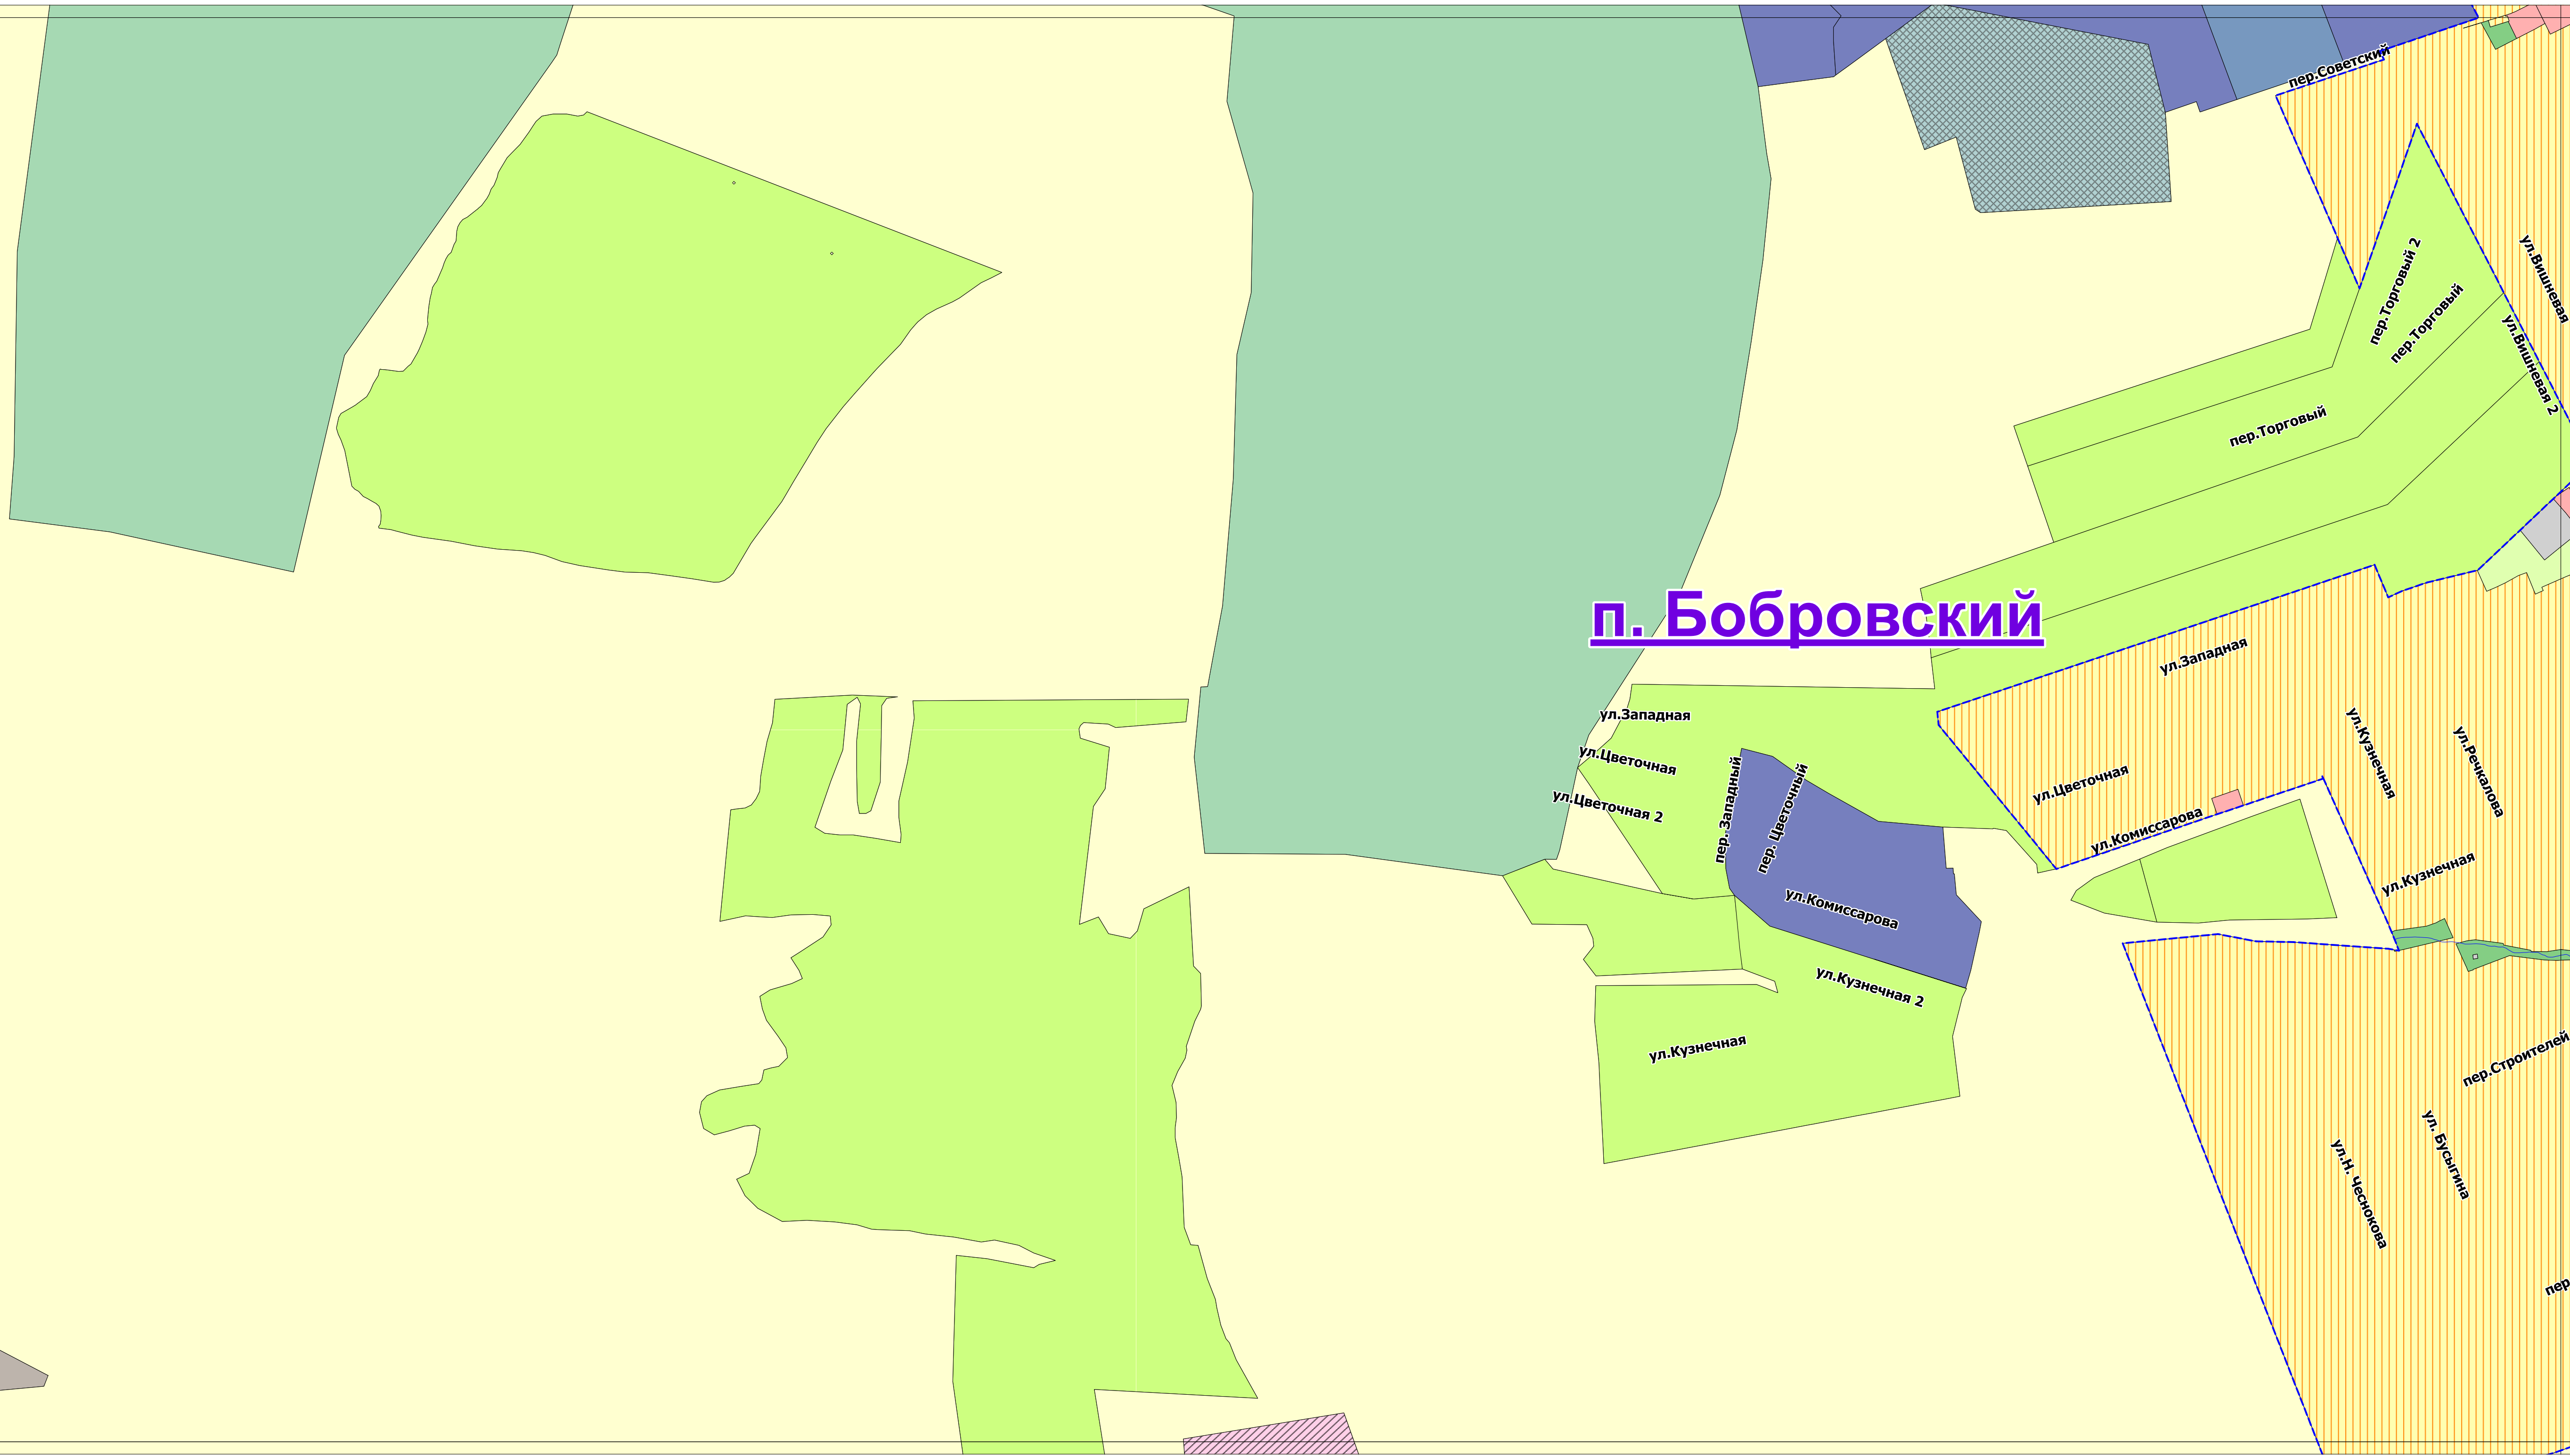 пер.Советский
ул.Вишневая
пер.Торговый 2
пер.Торговый
ул.Вишневая 2
пер.Торговый
п. Бобровский
ул.Западная
ул.Западная
ул.Цветочная
ул.Кузнечная
ул.Речкалова
ул.Цветочная
ул.Цветочная 2
пер. Западный
пер. Цветочный
ул.Комиссарова
ул.Кузнечная
ул.Комиссарова
ул.Кузнечная 2
ул.Кузнечная
пер.Строителей
ул. Бусыгина
ул.Н. Чеснокова
пер